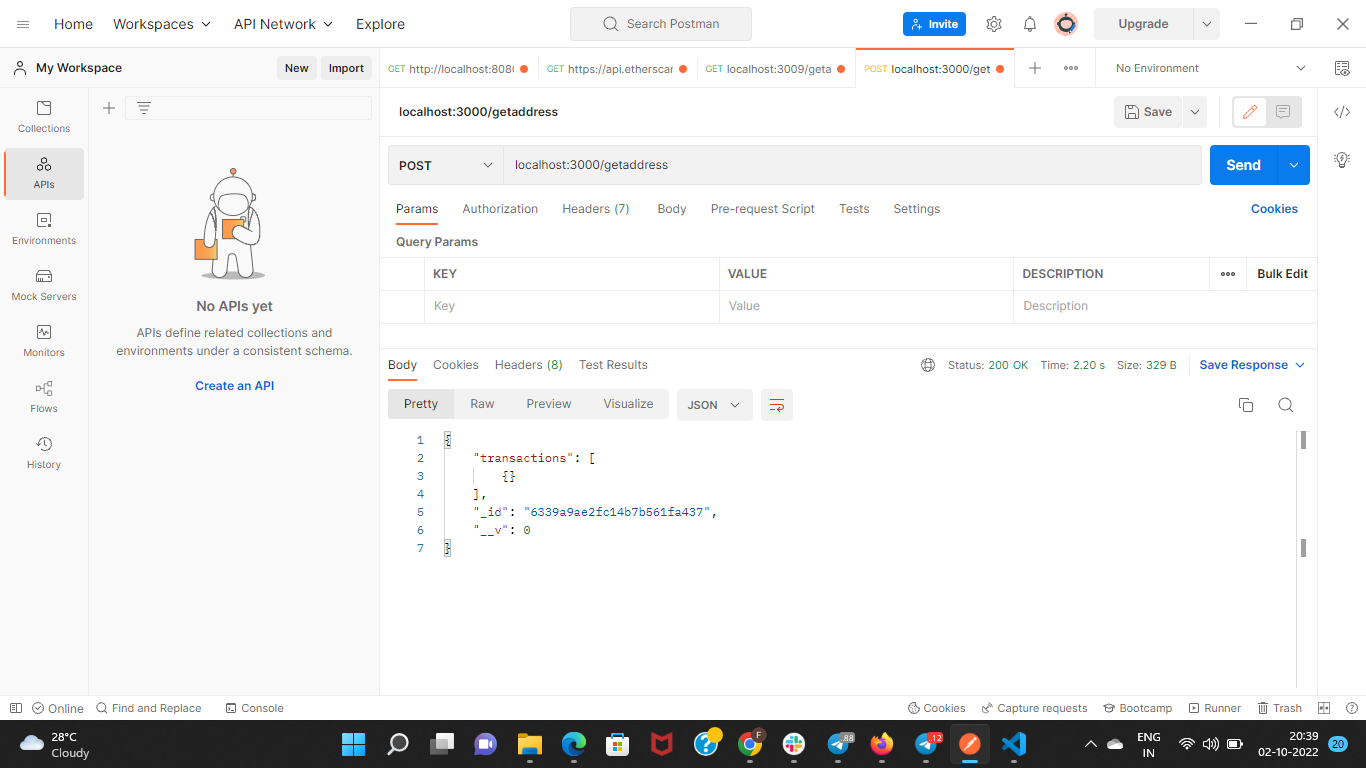 Home
Workspaces
API Network
Explore
Search Postman
Invite
Upgrade
My Workspace
New
Import
GET http://localhost:808
GET https://api.etherscar
GET localhost:3009/geta
POST localhost:3000/get
No Environment
Collections
APIs
Environments
Mock Servers
Monitors
Flows
History
No APIs yet
APIs define related collections and
environments under a consistent schema.
Create an API
localhost:3000/getaddress
Save
POST
localhost:3000/getaddress
Send
Params
Authorization
Headers (7)
Body
Pre-request Script
Tests
Settings
Cookies
Query Params
KEY
VALUE
DESCRIPTION
Bulk Edit
Key
Value
Description
Body
Cookies
Headers (8)
Test Results
Status: 200 OK
Time: 2.20 s
Size: 329 B
Save Response
Pretty
Raw
Preview
Visualize
JSON
1 {
2 "transactions": [
3 {}
4 ],
5 "_id": "6339a9ae2fc14b7b561fa437",
6 "__v": 0
7 }
Online
Find and Replace
Console
Cookies
Capture requests
Bootcamp
Runner
Trash
28°C
Cloudy
F
88
.12
ENG
IN
20:39
02-10-2022
20